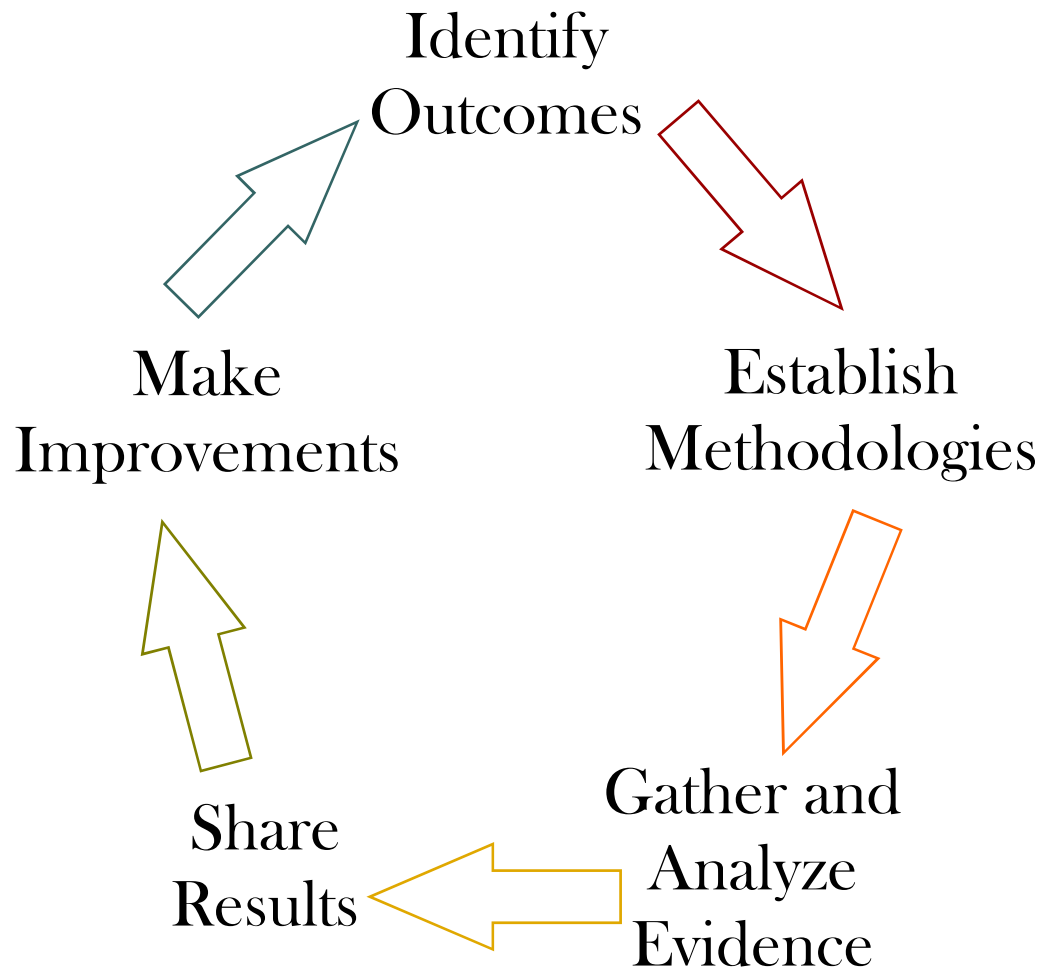 Identify
Outcomes
Establish
Methodologies
Gather and
Analyze
Evidence
Share
Results
Make
Improvements